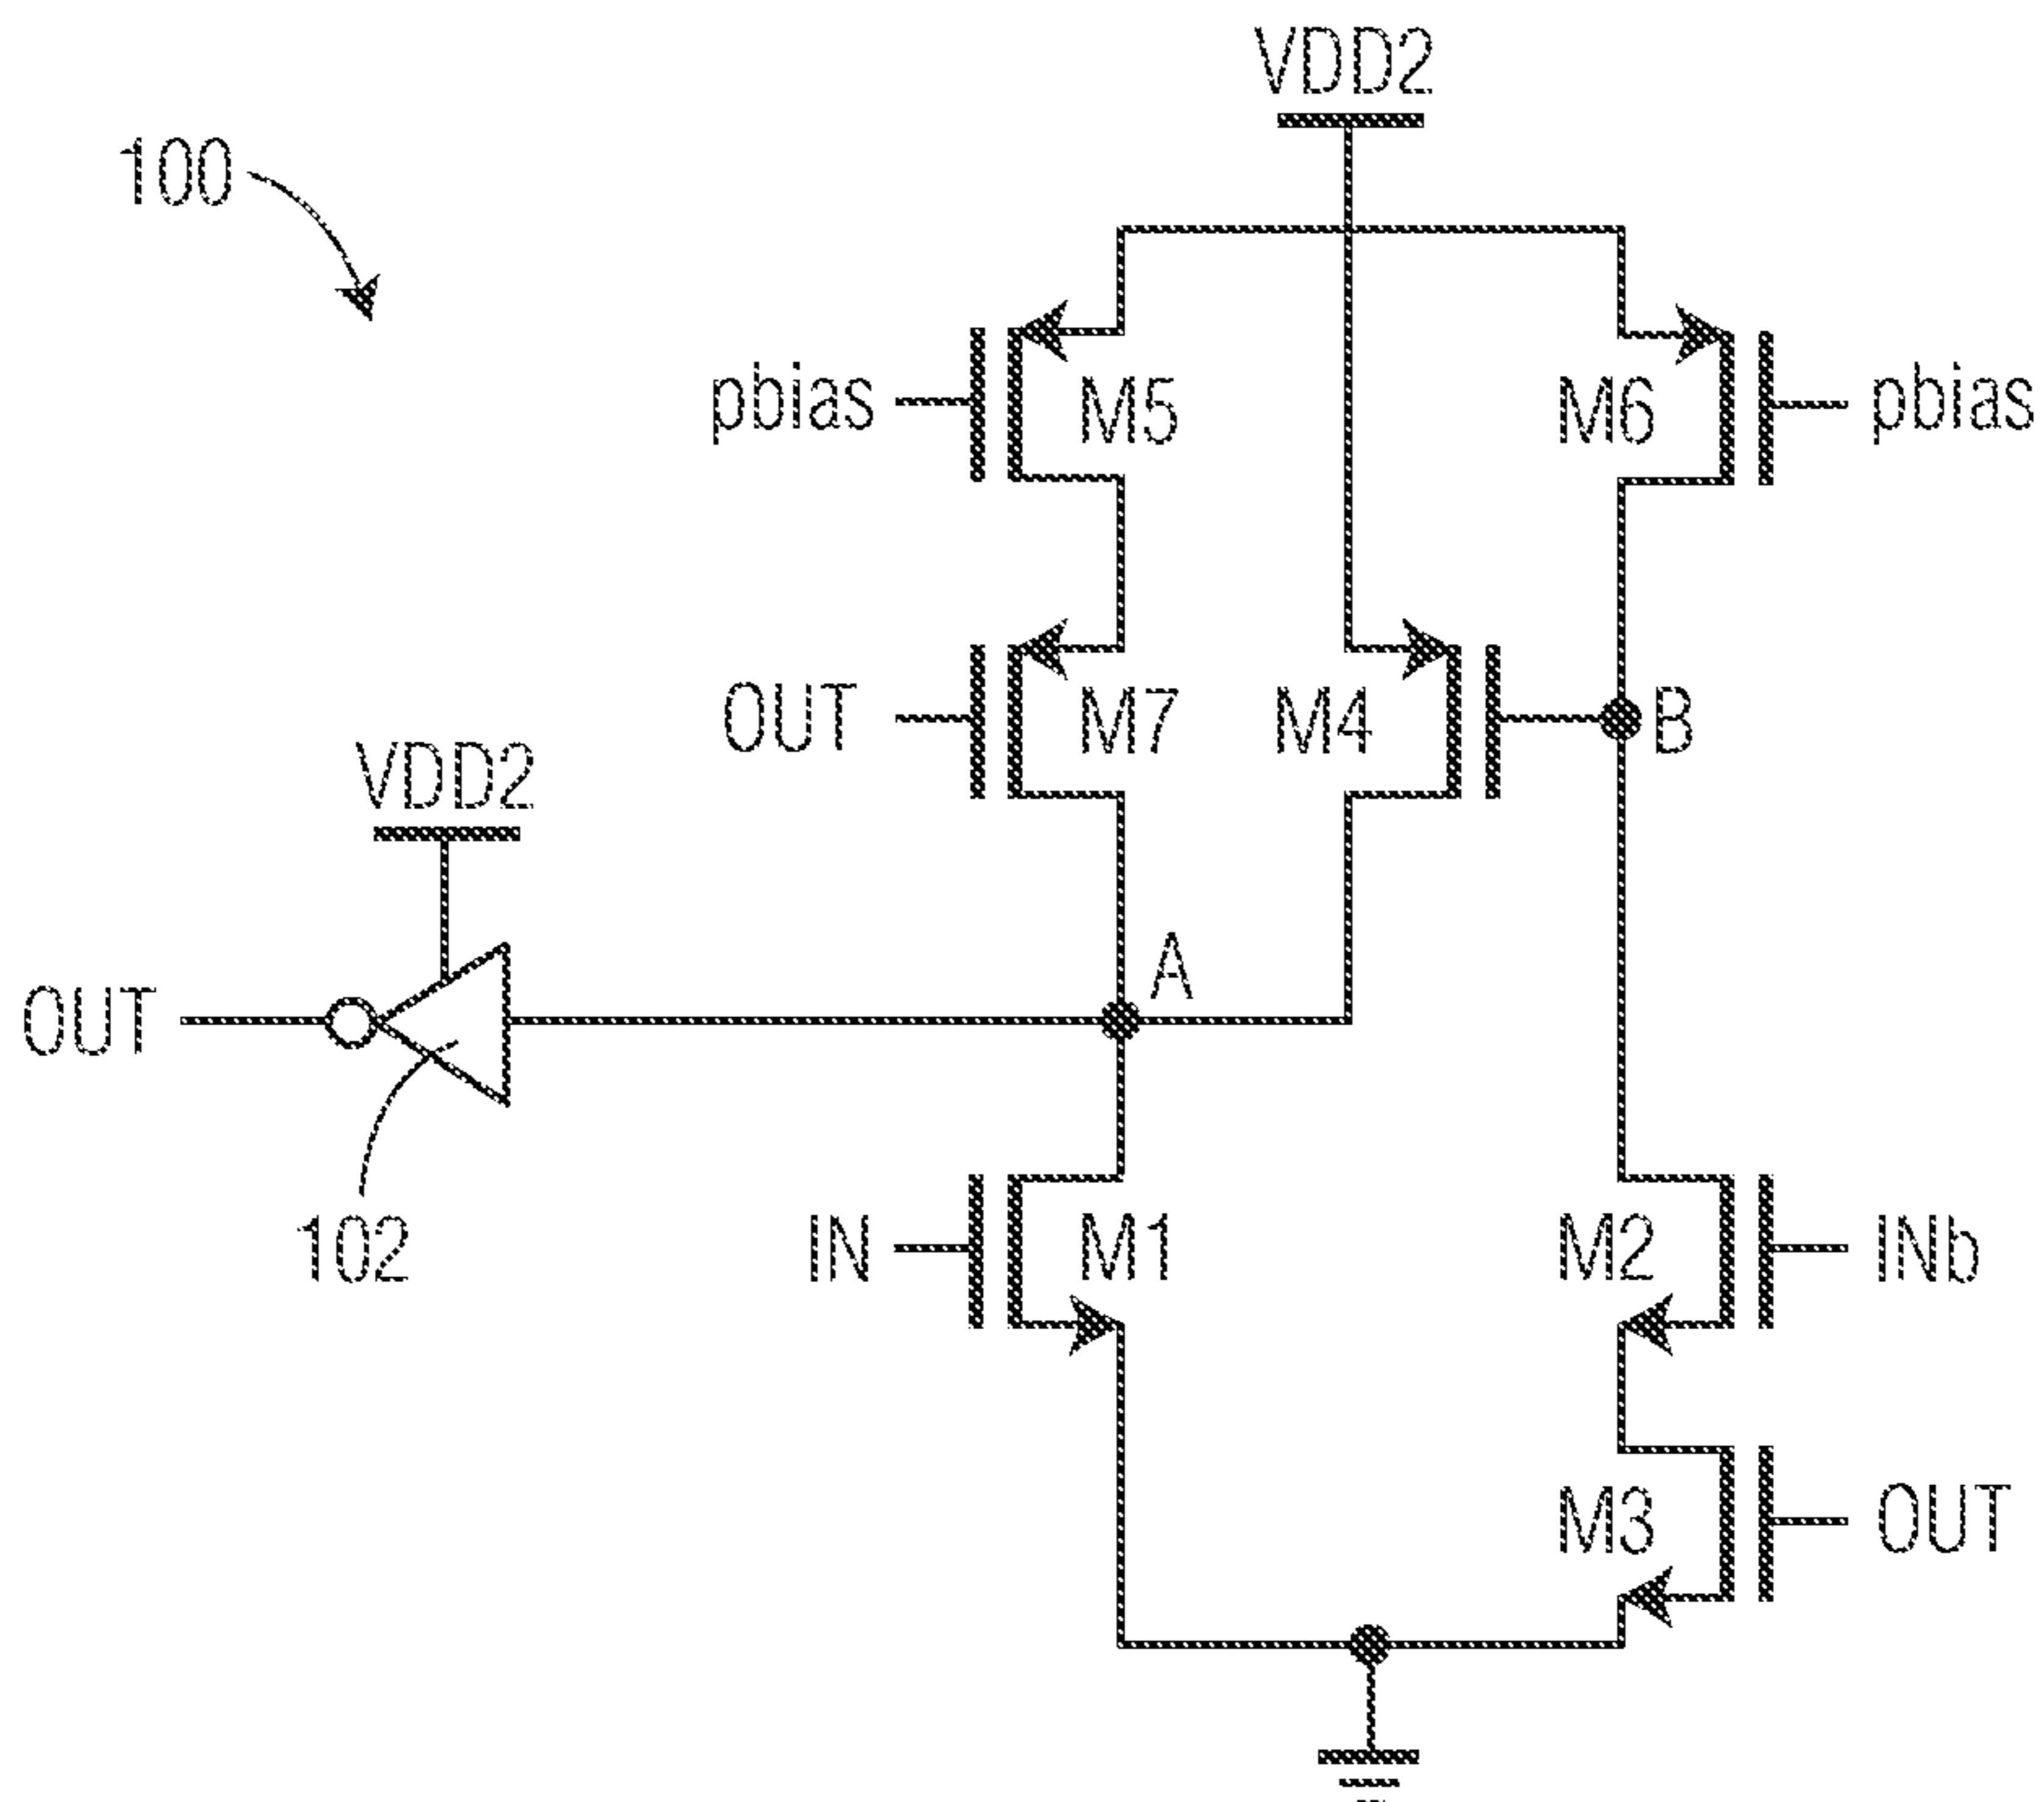 VDD2
100
pbias M5 M6 pbias
OUT M7 M4 B
VDD2
A
OUT
102
IN M1 M2 INb
M3 OUT